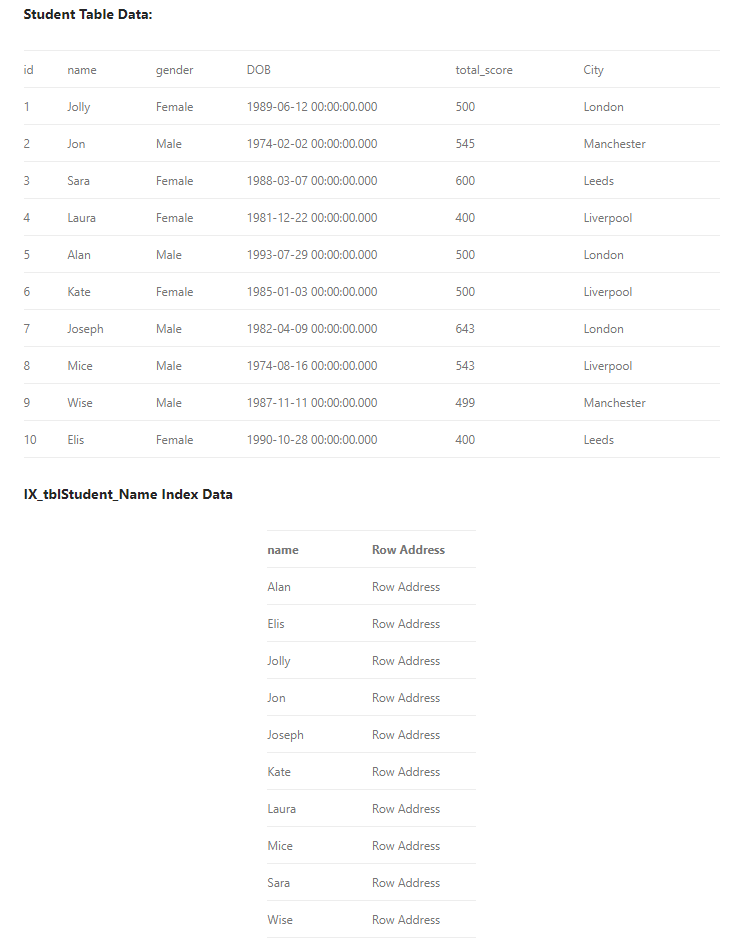 Student Table Data:
id name gender DOB total_score City
1 Jolly Female 1989-06-12 00:00:00.000 500 London
2 Jon Male 1974-02-02 00:00:00.000 545 Manchester
3 Sara Female 1988-03-07 00:00:00.000 600 Leeds
4 Laura Female 1981-12-22 00:00:00.000 400 Liverpool
5 Alan Male 1993-07-29 00:00:00.000 500 London
6 Kate Female 1985-01-03 00:00:00.000 500 Liverpool
7 Joseph Male 1982-04-09 00:00:00.000 643 London
8 Mice Male 1974-08-16 00:00:00.000 543 Liverpool
9 Wise Male 1987-11-11 00:00:00.000 499 Manchester
10 Elis Female 1990-10-28 00:00:00.000 400 Leeds
IX_tblStudent_Name Index Data
name Row Address
Alan Row Address
Elis Row Address
Jolly Row Address
Jon Row Address
Joseph Row Address
Kate Row Address
Laura Row Address
Mice Row Address
Sara Row Address
Wise Row Address